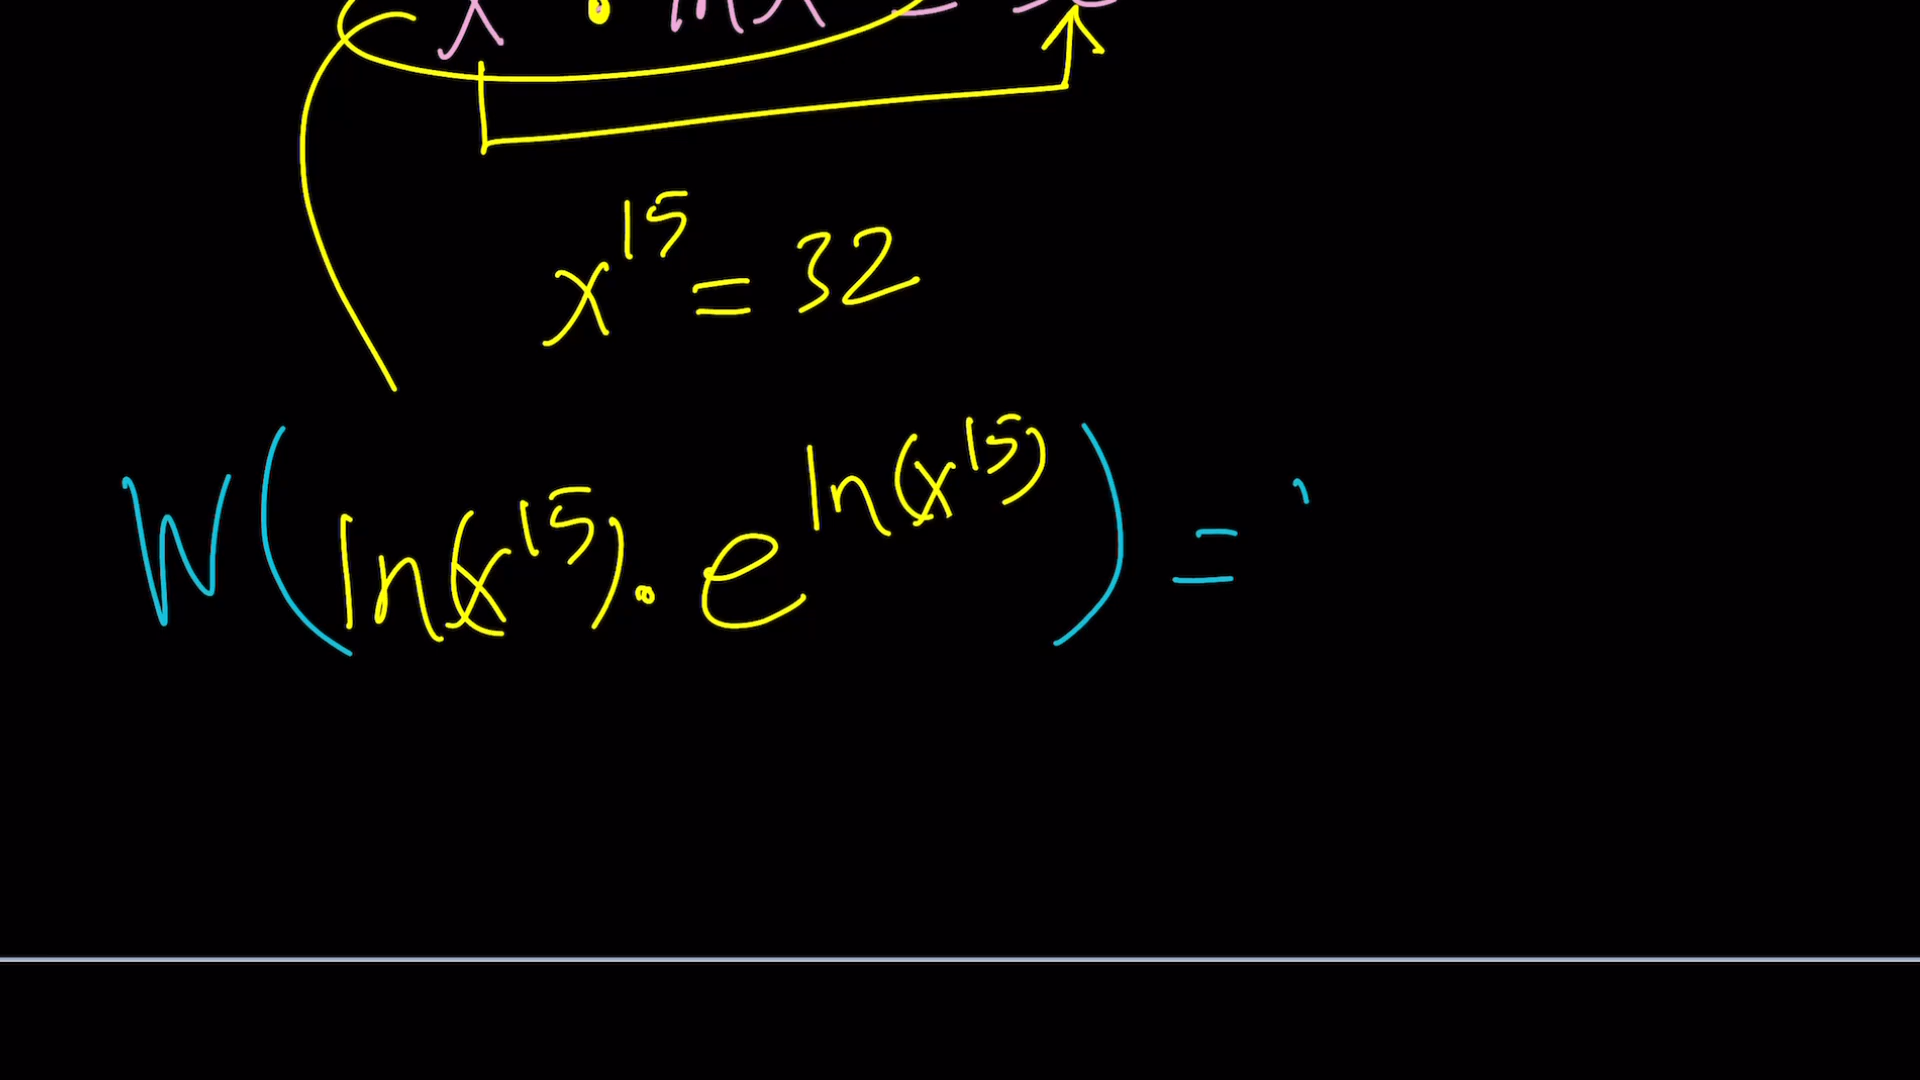 x^15 = 32
W(ln(x^15) . e^ln(x^15)) =